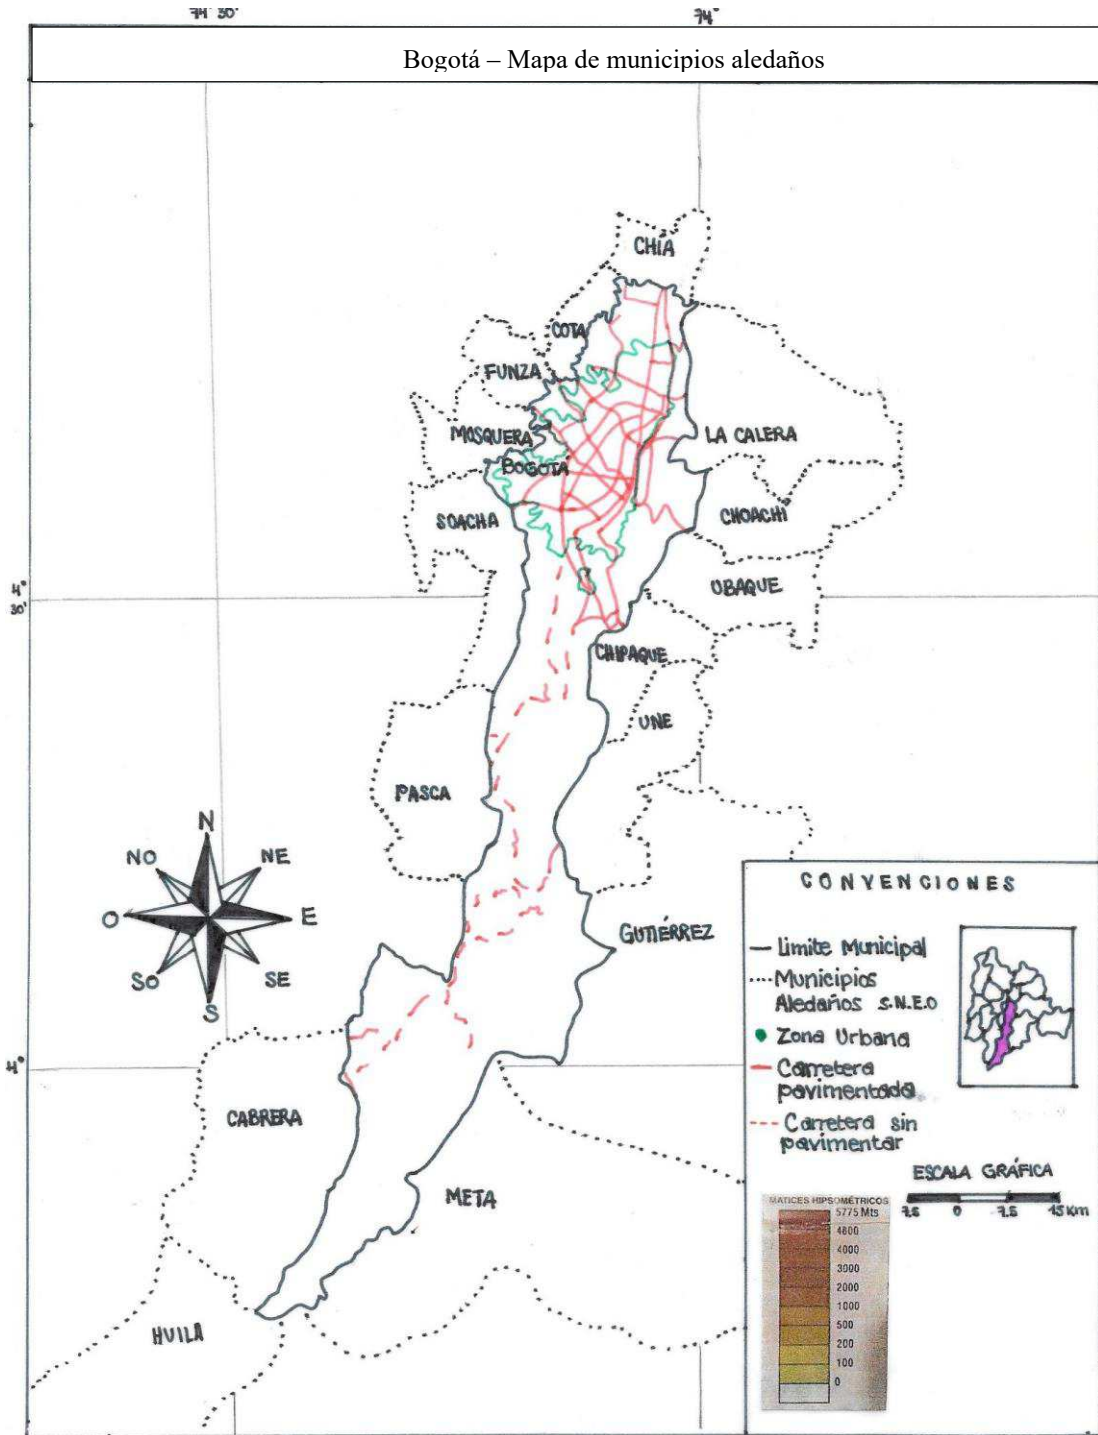 74° 30'
74°
Bogotá – Mapa de municipios aledaños
CHÍA
COTA
FUNZA
MOSQUERA
LA CALERA
BOGOTÁ
SOACHA
CHOACHI
4°
30'
UBAQUE
CHIPAQUE
UNE
PASCA
N
NO
NE
O
E
SO
SE
S
GUTIÉRREZ
4°
CABRERA
META
HUILA
CONVENCIONES
Limite Municipal
Municipios
Aledaños S.N.E.O
Zona Urbana
Carretera
pavimentada
Carretera sin
pavimentar
ESCALA GRÁFICA
7.5 0 7.5 15 Km
MATICES HIPSOMÉTRICOS
5775 Mts
4800
4000
3000
2000
1000
500
200
100
0